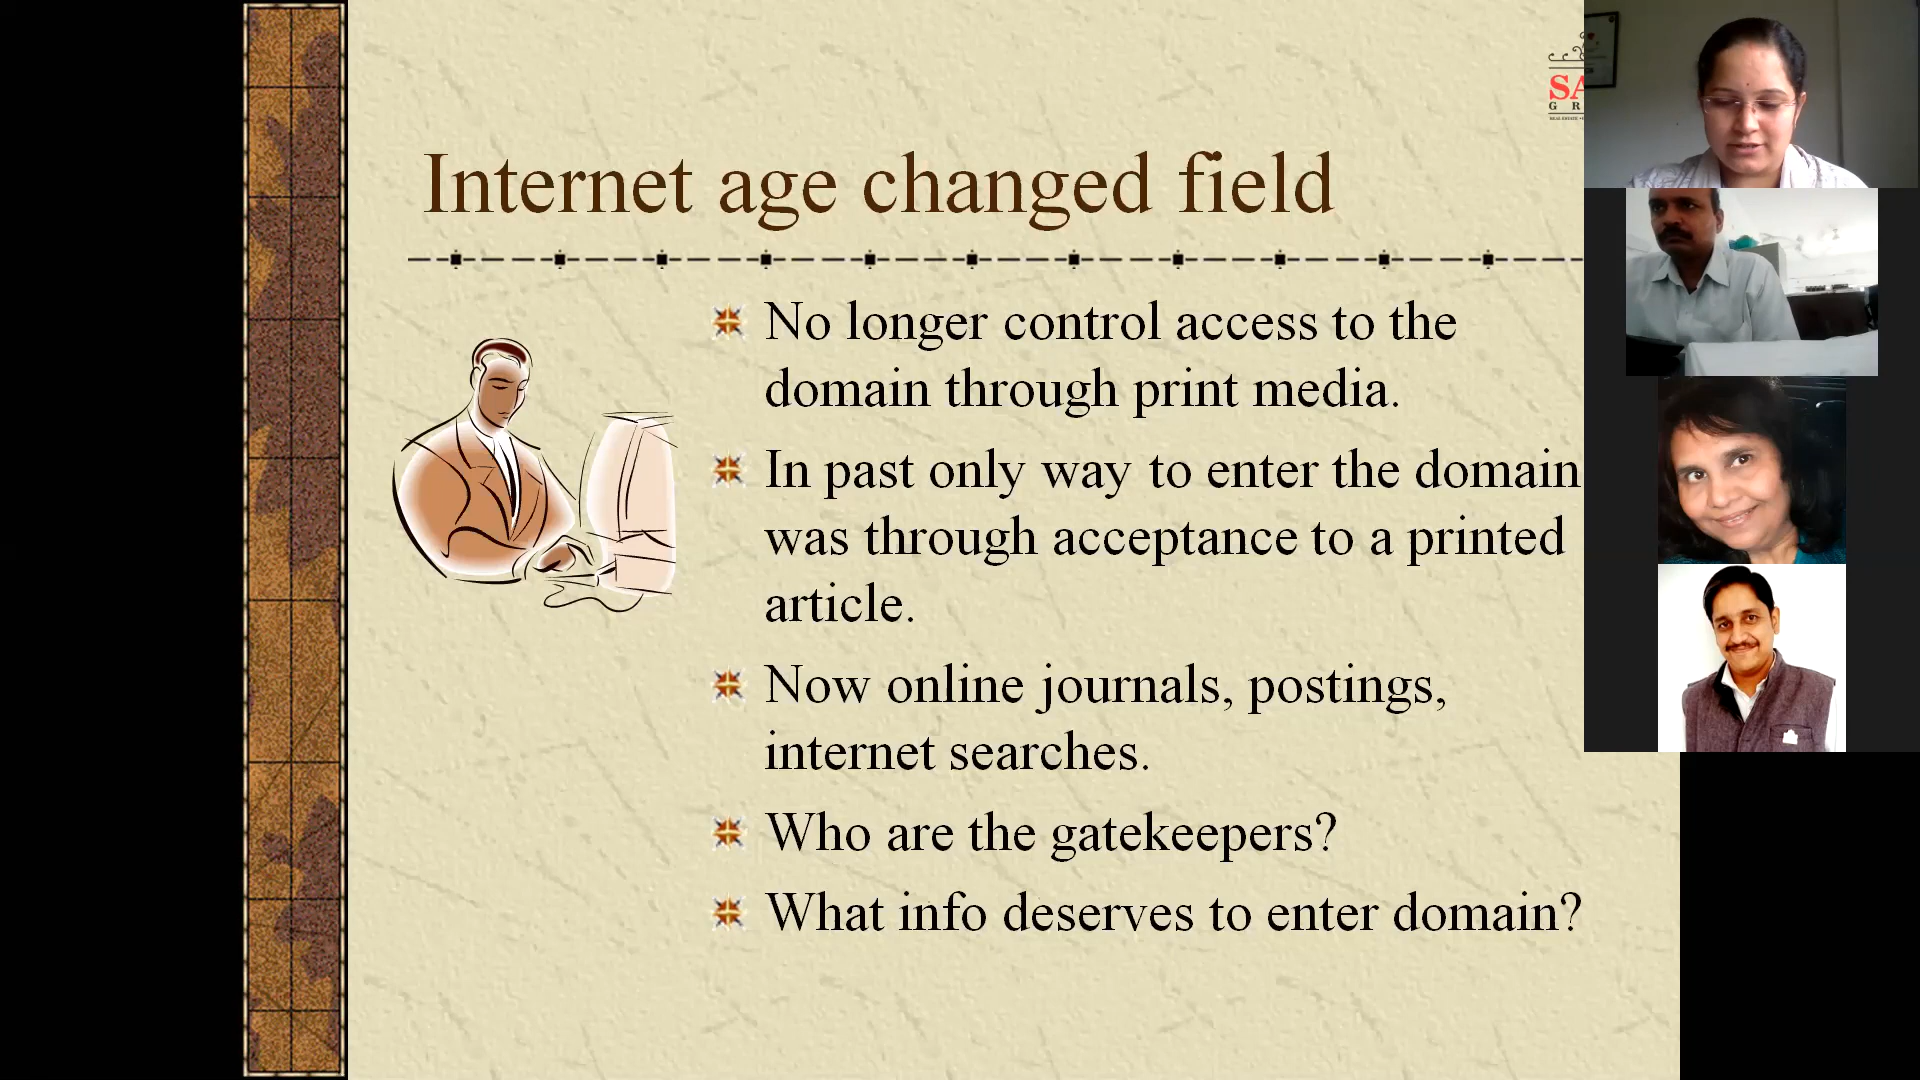 SA
G R
Internet age changed field
No longer control access to the
domain through print media.
In past only way to enter the domain
was through acceptance to a printed
article.
Now online journals, postings,
internet searches.
Who are the gatekeepers?
What info deserves to enter domain?